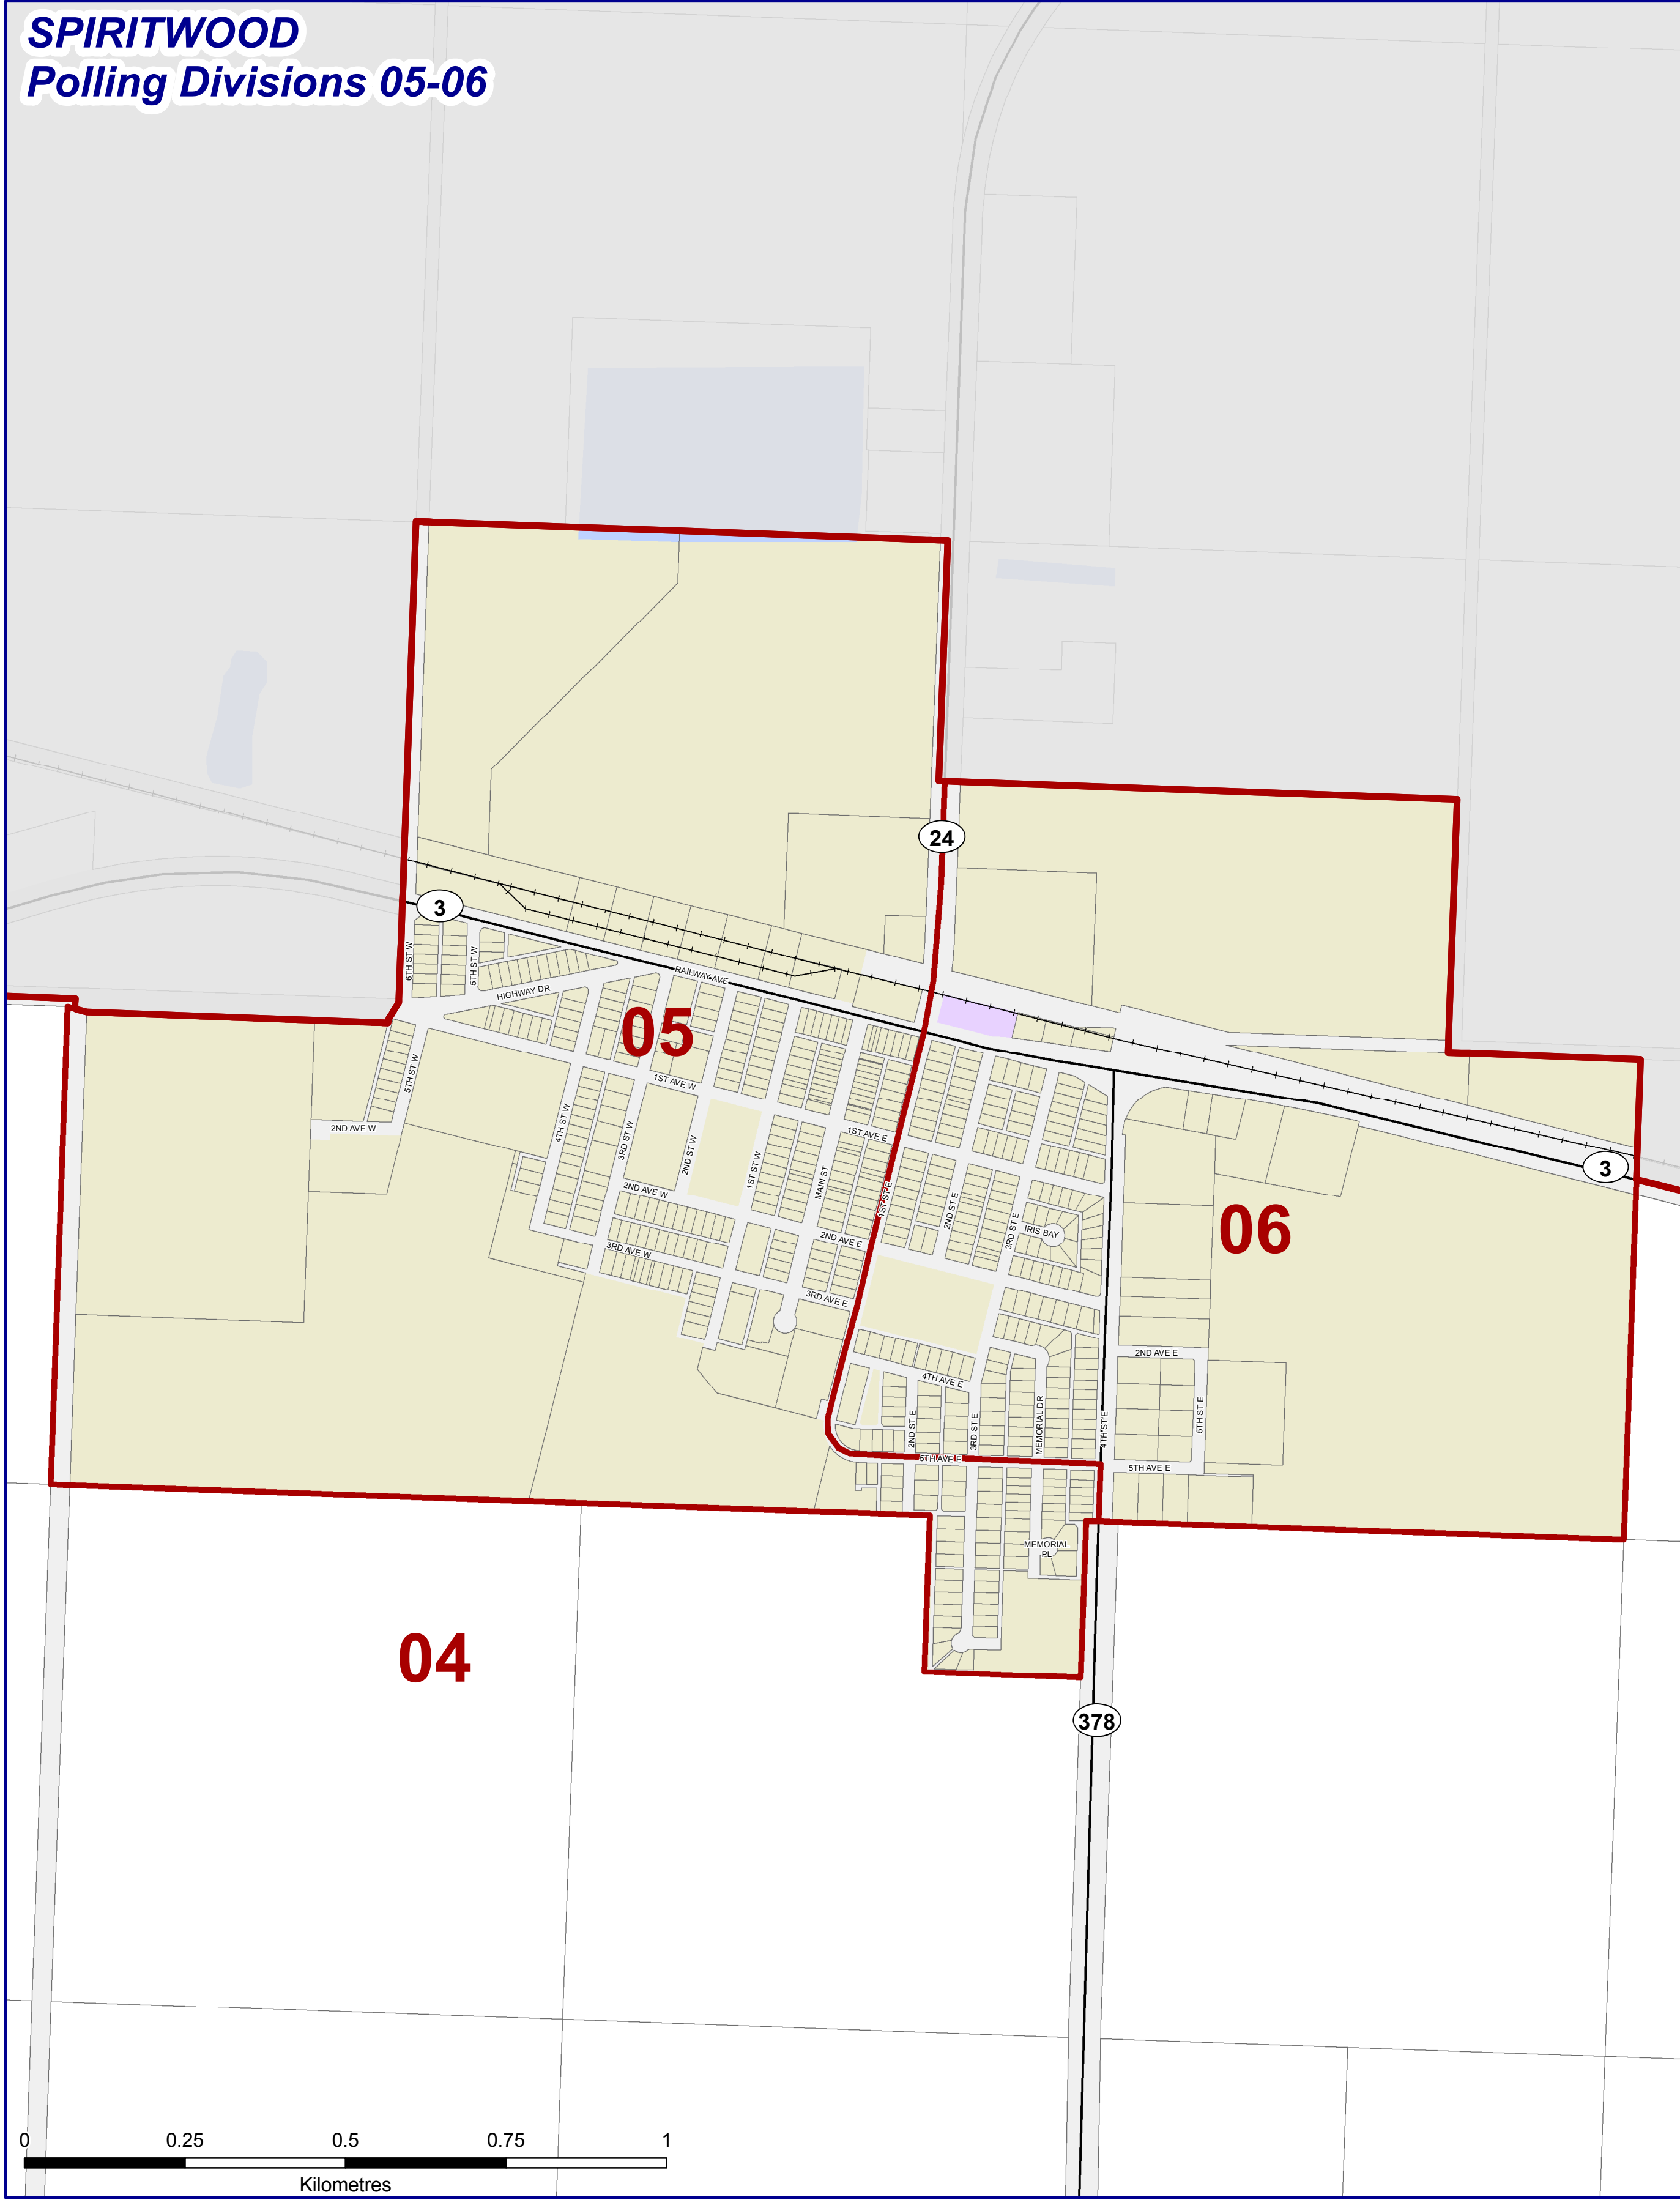 SPIRITWOOD
Polling Divisions 05-06
24
3
6TH ST W
5TH ST W
HIGHWAY DR
RAILWAY AVE
05
5TH ST W
1ST AVE W
2ND AVE W
4TH ST W
3RD ST W
2ND ST W
1ST ST W
MAIN ST
1ST AVE E
1ST ST E
2ND ST E
3RD ST E
IRIS BAY
3
06
2ND AVE W
2ND AVE E
3RD AVE W
3RD AVE E
2ND AVE E
4TH AVE E
2ND ST E
3RD ST E
MEMORIAL DR
4TH ST E
5TH ST E
5TH AVE E
5TH AVE E
MEMORIAL
PL
04
378
0 0.25 0.5 0.75 1
Kilometres